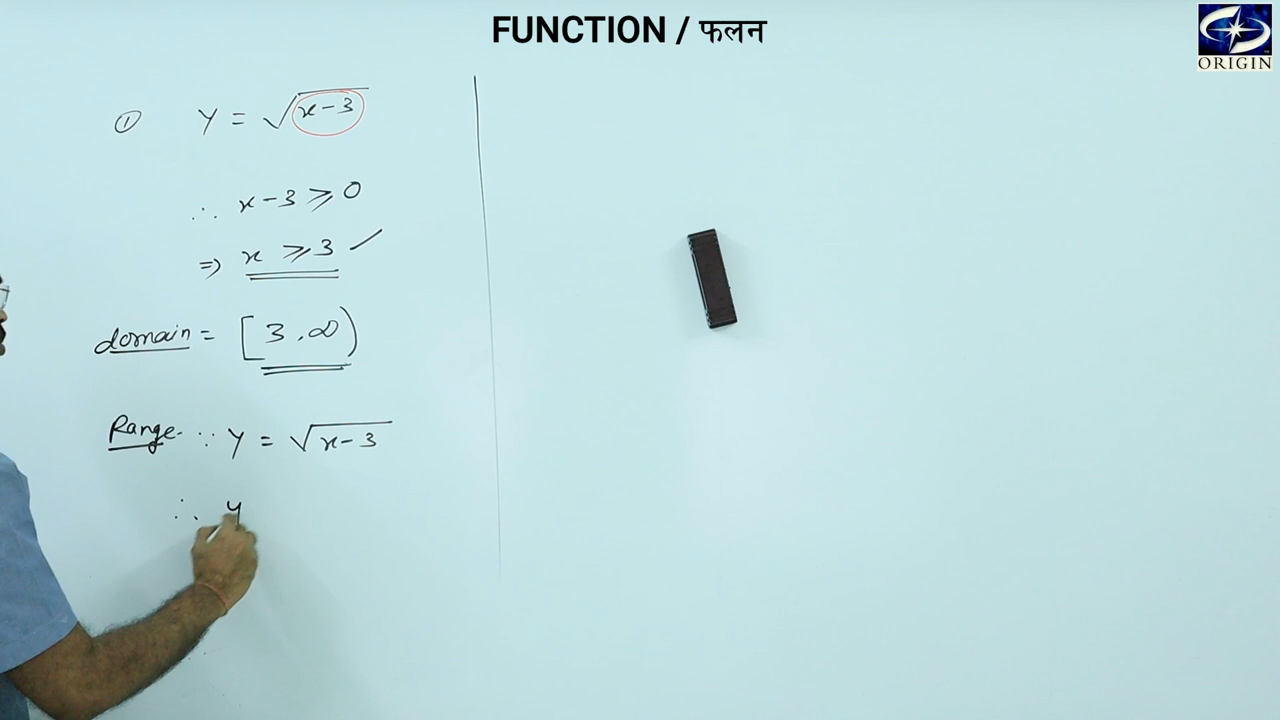 FUNCTION / फलन
ORIGIN
① y = √(x-3)
∴ x-3 ⩾ 0
⇒ x ⩾ 3 ✓
domain = [3, ∞)
Range. ∵ y = √(x-3)
∴ y